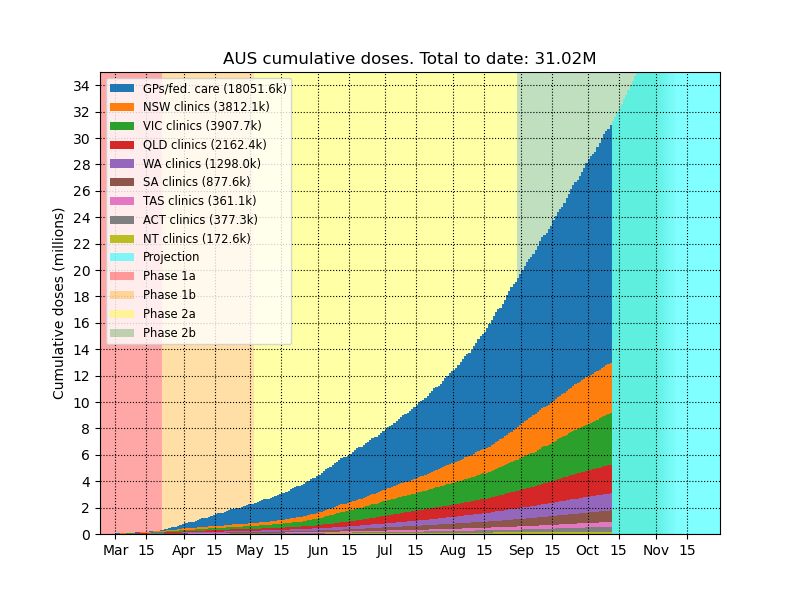 AUS cumulative doses. Total to date: 31.02M
Cumulative doses (millions)
34
32
30
28
26
24
22
20
18
16
14
12
10
8
6
4
2
0
GPs/fed. care (18051.6k)
NSW clinics (3812.1k)
VIC clinics (3907.7k)
QLD clinics (2162.4k)
WA clinics (1298.0k)
SA clinics (877.6k)
TAS clinics (361.1k)
ACT clinics (377.3k)
NT clinics (172.6k)
Projection
Phase 1a
Phase 1b
Phase 2a
Phase 2b
Mar 15 Apr 15 May 15 Jun 15 Jul 15 Aug 15 Sep 15 Oct 15 Nov 15